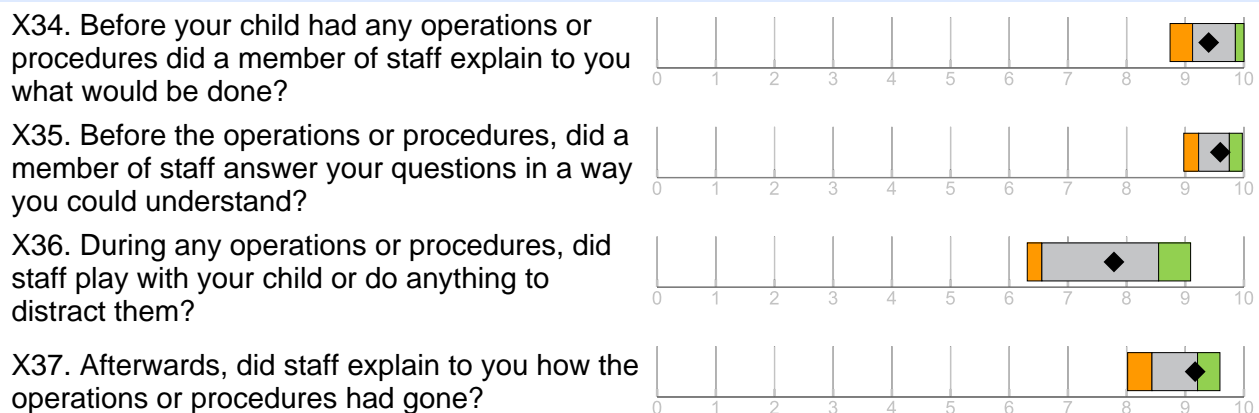 X34. Before your child had any operations or
procedures did a member of staff explain to you
what would be done?
0 1 2 3 4 5 6 7 8 9 10
X35. Before the operations or procedures, did a
member of staff answer your questions in a way
you could understand?
0 1 2 3 4 5 6 7 8 9 10
X36. During any operations or procedures, did
staff play with your child or do anything to
distract them?
0 1 2 3 4 5 6 7 8 9 10
X37. Afterwards, did staff explain to you how the
operations or procedures had gone?
0 1 2 3 4 5 6 7 8 9 10